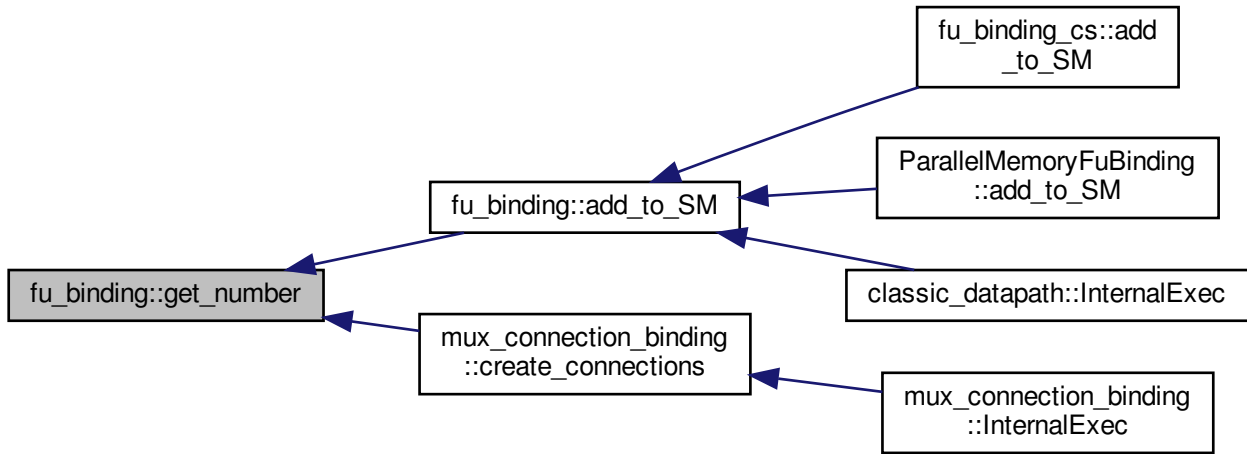 fu_binding_cs::add
_to_SM
ParallelMemoryFuBinding
::add_to_SM
fu_binding::add_to_SM
classic_datapath::InternalExec
fu_binding::get_number
mux_connection_binding
::create_connections
mux_connection_binding
::InternalExec